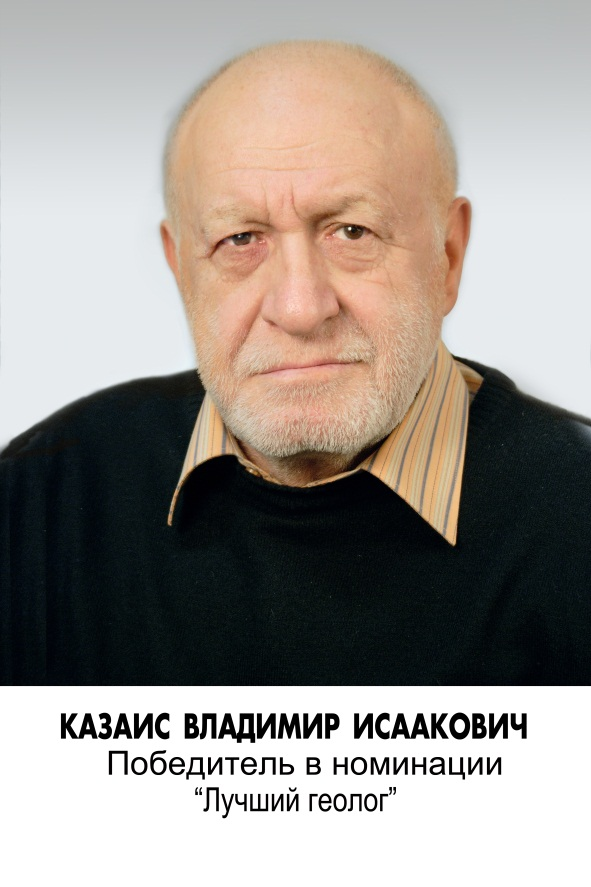 КАЗАИС ВЛАДИМИР ИСААКОВИЧ
Победитель в номинации
“Лучший геолог”